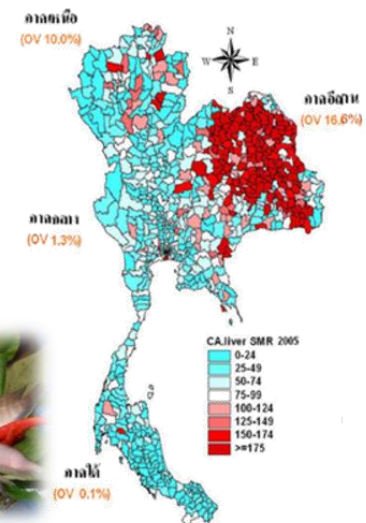 ภาคเหนือ
(OV 10.0%)
N
W E
S
ภาคอีสาน
(OV 16.6%)
ภาคกลาง
(OV 1.3%)
CA.liver SMR 2005
0-24
25-49
50-74
75-99
100-124
125-149
150-174
>=175
ภาคใต้
(OV 0.1%)